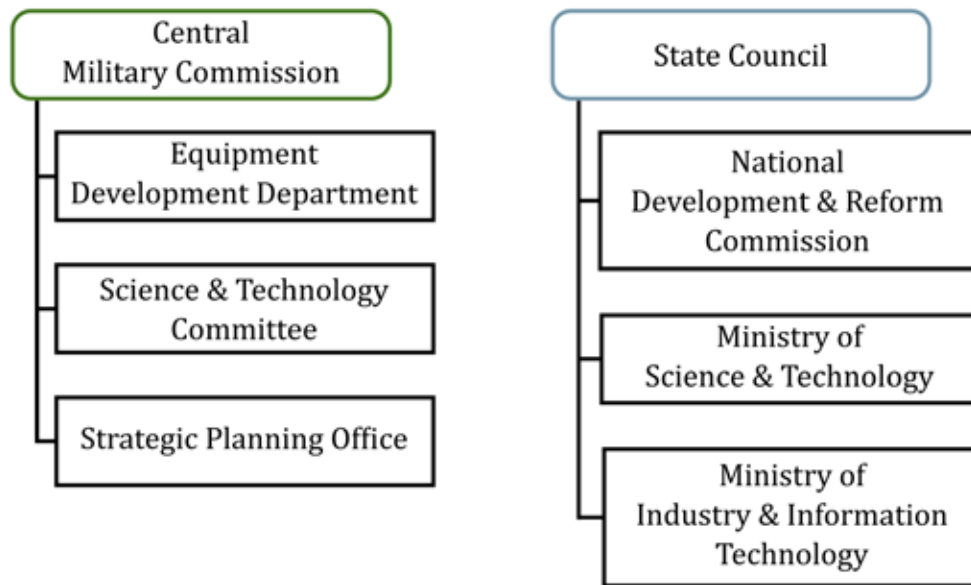 Central
Military Commission
Equipment
Development Department
Science & Technology
Committee
Strategic Planning Office
State Council
National
Development & Reform
Commission
Ministry of
Science & Technology
Ministry of
Industry & Information
Technology